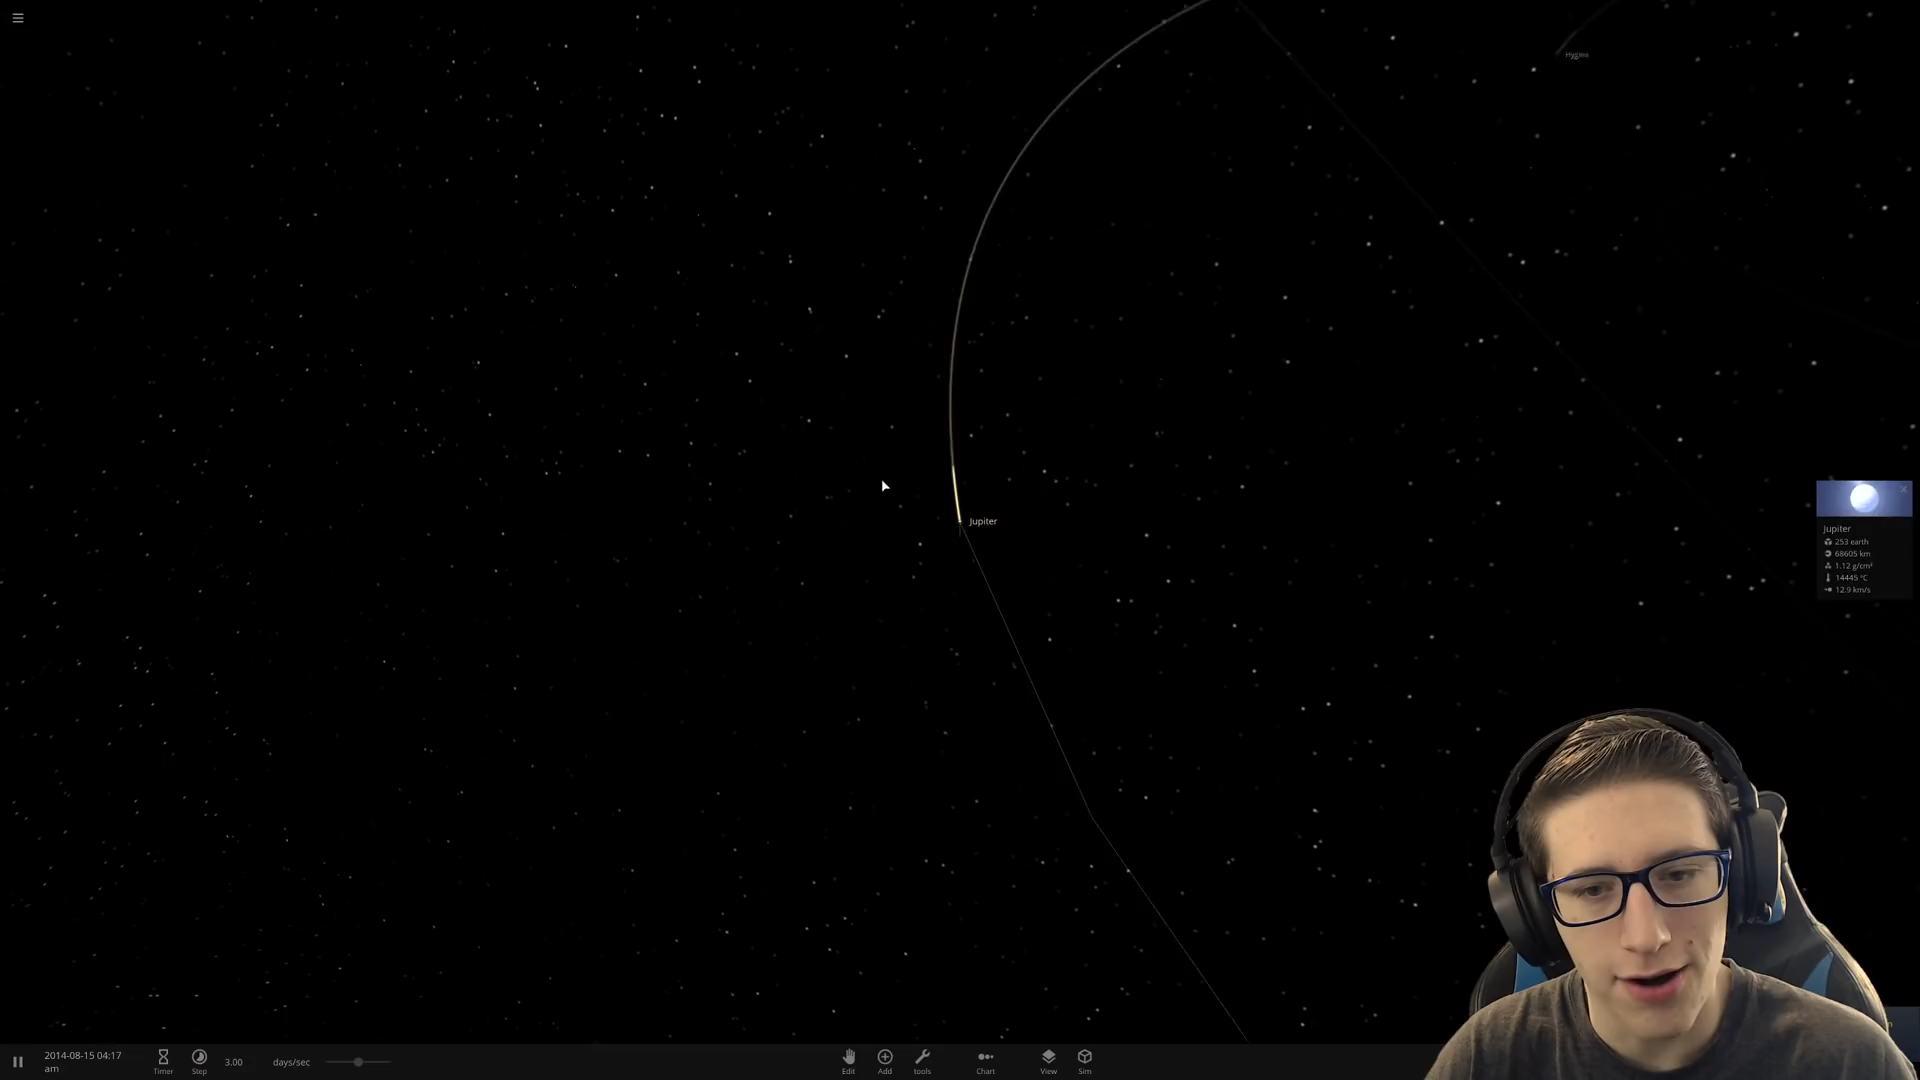 Hygiea
Jupiter
Jupiter
253 earth
68605 km
1.12 g/cm³
14445 °C
12.9 km/s
2014-08-15 04:17
am
Timer
Step
3.00
days/sec
Edit
Add
tools
Chart
View
Sim